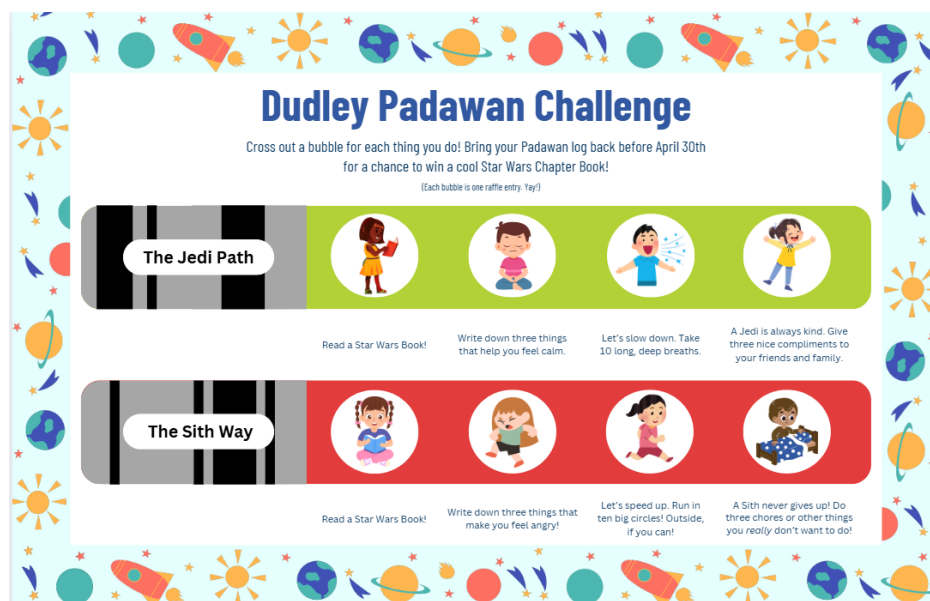 Dudley Padawan Challenge
Cross out a bubble for each thing you do! Bring your Padawan log back before April 30th
for a chance to win a cool Star Wars Chapter Book!
(Each bubble is one raffle entry. Yay!)
The Jedi Path
Read a Star Wars Book!
Write down three things
that help you feel calm.
Let's slow down. Take
10 long, deep breaths.
A Jedi is always kind. Give
three nice compliments to
your friends and family.
The Sith Way
Read a Star Wars Book!
Write down three things that
make you feel angry!
Let's speed up. Run in
ten big circles! Outside,
if you can!
A Sith never gives up! Do
three chores or other things
you really don't want to do!